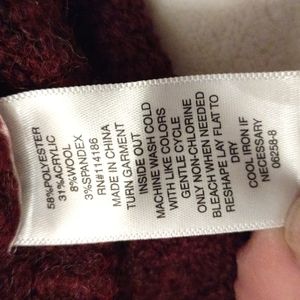 58%POLYESTER
31%ACRYLIC
8%WOOL
3%SPANDEX
RN#114186
MADE IN CHINA
TURN GARMENT
INSIDE OUT
MACHINE WASH COLD
WITH LIKE COLORS
GENTLE CYCLE
ONLY NON-CHLORINE
BLEACH WHEN NEEDED
RESHAPE LAY FLAT TO
DRY
COOL IRON IF
NECESSARY
06258-8